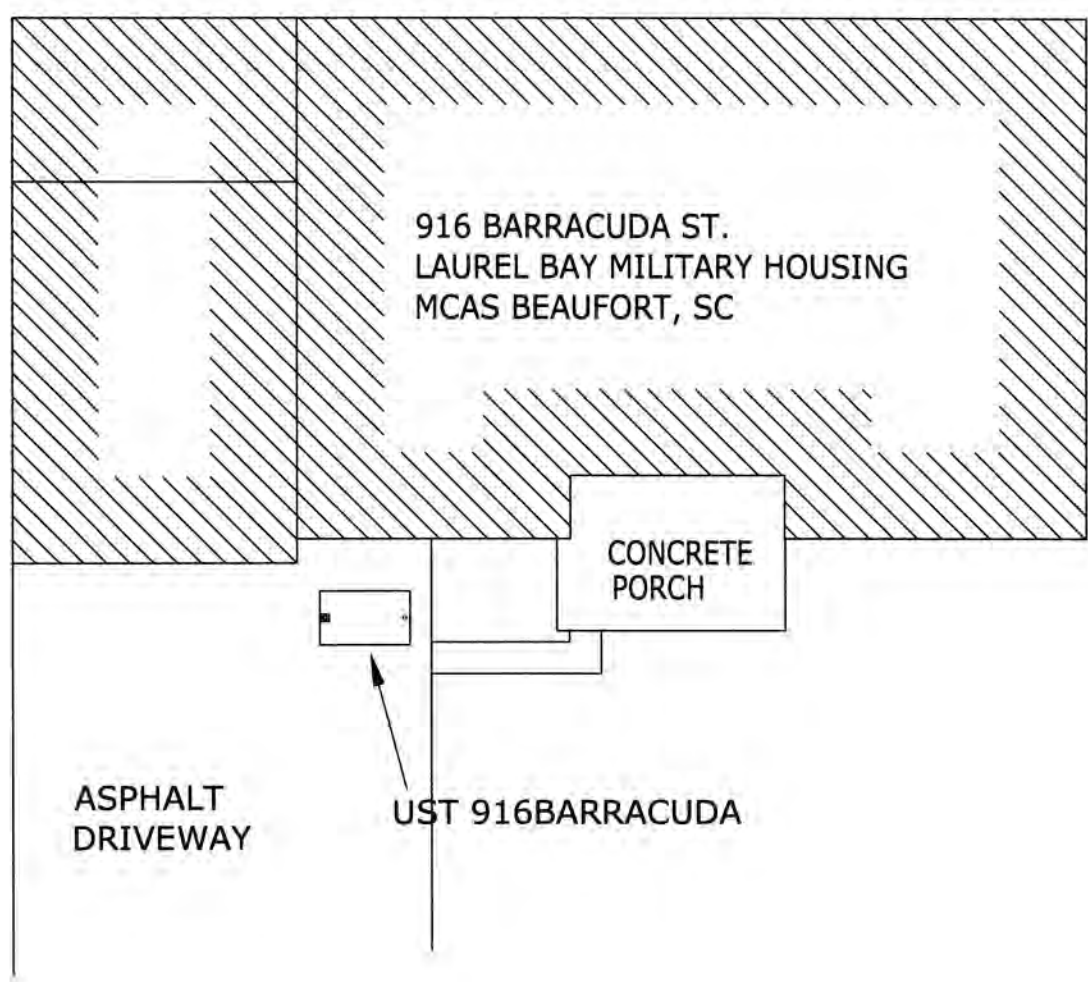 916 BARRACUDA ST.
LAUREL BAY MILITARY HOUSING
MCAS BEAUFORT, SC
CONCRETE
PORCH
ASPHALT
DRIVEWAY
UST 916BARRACUDA